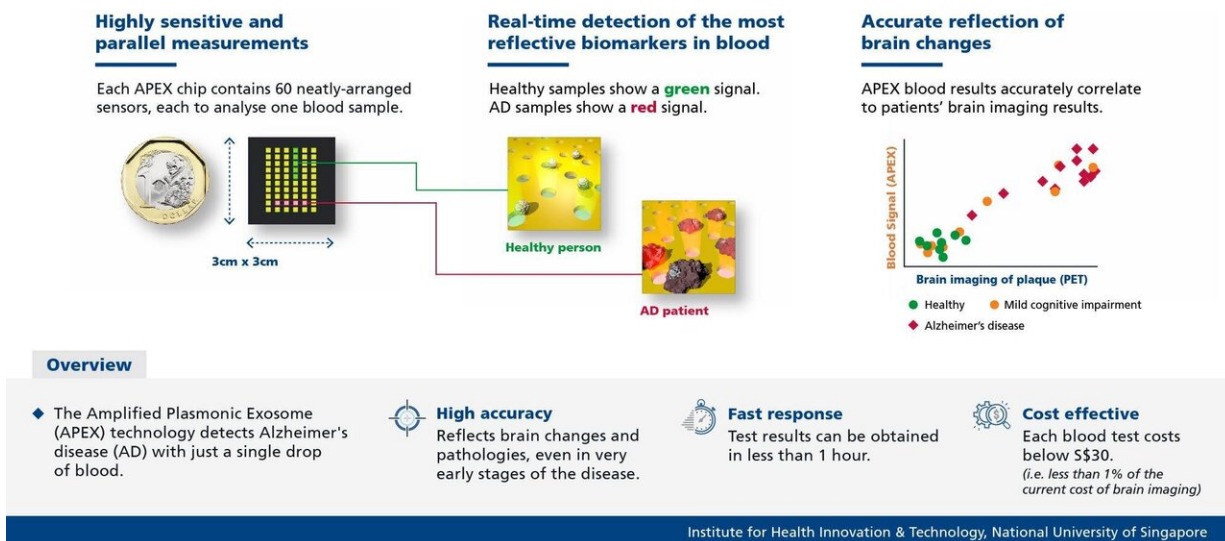 Highly sensitive and
parallel measurements
Each APEX chip contains 60 neatly-arranged
sensors, each to analyse one blood sample.
3cm x 3cm
Real-time detection of the most
reflective biomarkers in blood
Healthy samples show a green signal.
AD samples show a red signal.
Healthy person
AD patient
Accurate reflection of
brain changes
APEX blood results accurately correlate
to patients' brain imaging results.
Blood Signal (APEX)
Brain imaging of plaque (PET)
Healthy
Mild cognitive impairment
Alzheimer's disease
Overview
The Amplified Plasmonic Exosome
(APEX) technology detects Alzheimer's
disease (AD) with just a single drop
of blood.
High accuracy
Reflects brain changes and
pathologies, even in very
early stages of the disease.
Fast response
Test results can be obtained
in less than 1 hour.
Cost effective
Each blood test costs
below S$30.
(i.e. less than 1% of the
current cost of brain imaging)
Institute for Health Innovation & Technology, National University of Singapore